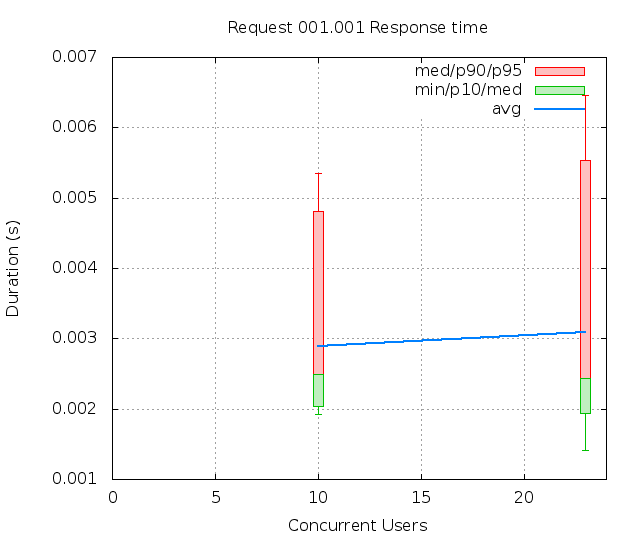 Request 001.001 Response time
0.007
0.006
0.005
0.004
0.003
0.002
0.001
Duration (s)
med/p90/p95
min/p10/med
avg
0 5 10 15 20
Concurrent Users